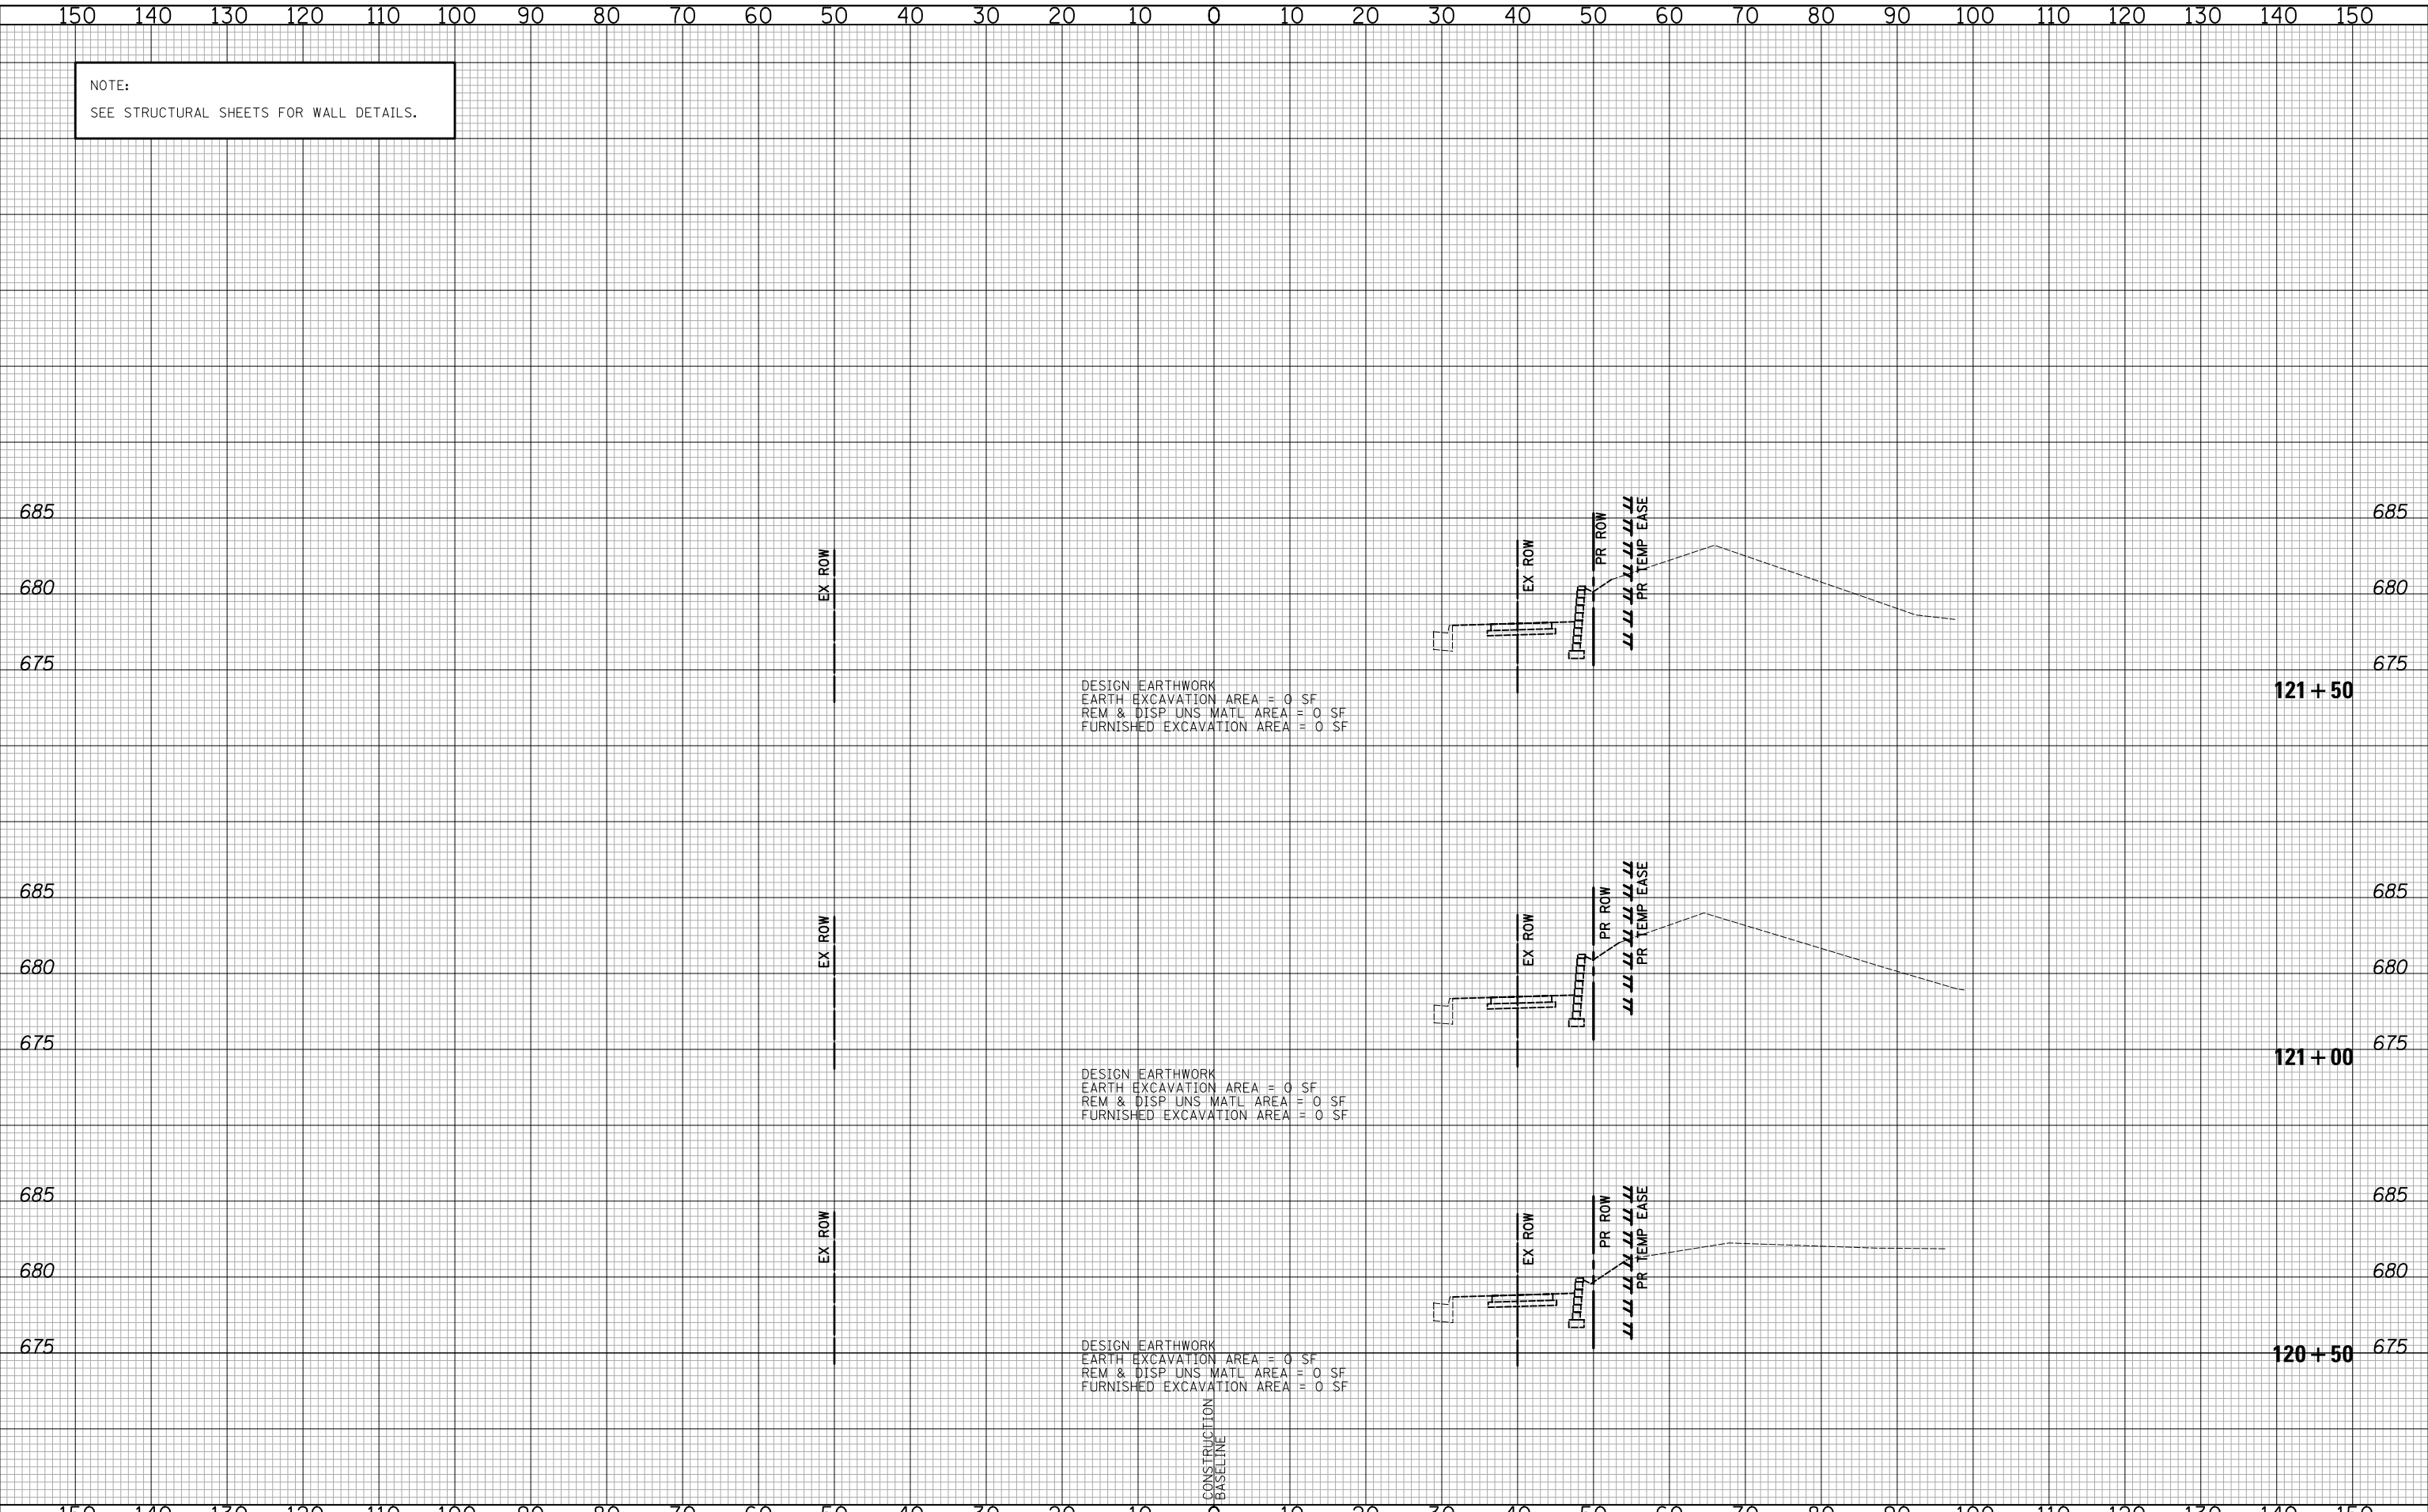 150 140 130 120 110 100 90 80 70 60 50 40 30 20 10 0 10 20 30 40 50 60 70 80 90 100 110 120 130 140 150
NOTE:
SEE STRUCTURAL SHEETS FOR WALL DETAILS.
685 685
680
675 675
EX ROW
EX ROW
PR ROW
PR TEMP EASE
680
121+50
DESIGN EARTHWORK
EARTH EXCAVATION AREA = 0 SF
REM & DISP UNS MATL AREA = 0 SF
FURNISHED EXCAVATION AREA = 0 SF
685 685
680 680
675 675
EX ROW
EX ROW
PR ROW
PR TEMP EASE
121+00
DESIGN EARTHWORK
EARTH EXCAVATION AREA = 0 SF
REM & DISP UNS MATL AREA = 0 SF
FURNISHED EXCAVATION AREA = 0 SF
685 685
680 680
675 675
EX ROW
EX ROW
PR ROW
PR TEMP EASE
120+50
DESIGN EARTHWORK
EARTH EXCAVATION AREA = 0 SF
REM & DISP UNS MATL AREA = 0 SF
FURNISHED EXCAVATION AREA = 0 SF
CONSTRUCTION
BASELINE
150 140 130 120 110 100 90 80 70 60 50 40 30 20 10 0 10 20 30 40 50 60 70 80 90 100 110 120 130 140 150